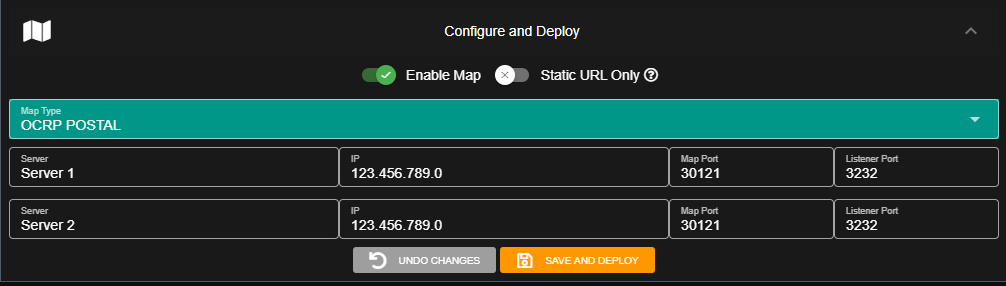 Configure and Deploy
Enable Map Static URL Only
Map Type
OCRP POSTAL
Server IP Map Port Listener Port
Server 1 123.456.789.0 30121 3232
Server IP Map Port Listener Port
Server 2 123.456.789.0 30121 3232
UNDO CHANGES SAVE AND DEPLOY